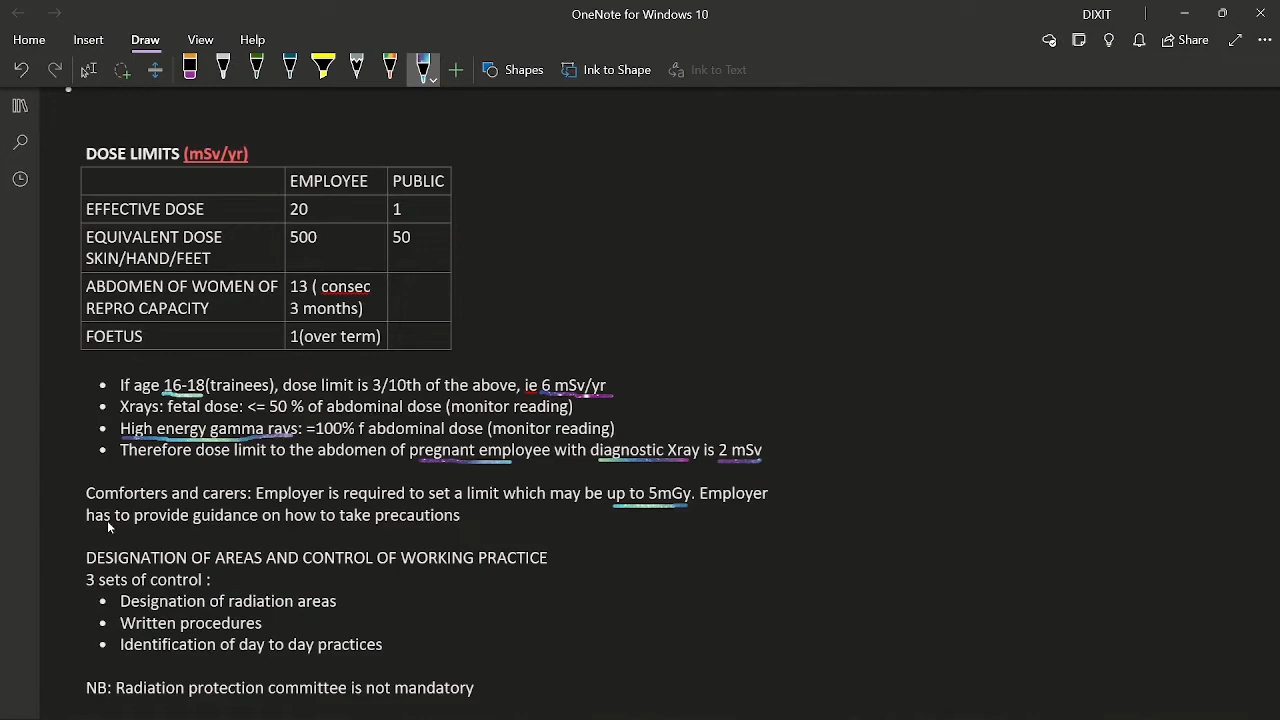 OneNote for Windows 10
DIXIT
Home Insert Draw View Help
Share
Shapes Ink to Shape Ink to Text
DOSE LIMITS (mSv/yr)
EMPLOYEE PUBLIC
EFFECTIVE DOSE 20 1
EQUIVALENT DOSE 500 50
SKIN/HAND/FEET
ABDOMEN OF WOMEN OF 13 ( consec
REPRO CAPACITY 3 months)
FOETUS 1(over term)
• If age 16-18(trainees), dose limit is 3/10th of the above, ie 6 mSv/yr
• Xrays: fetal dose: <= 50 % of abdominal dose (monitor reading)
• High energy gamma rays: =100% f abdominal dose (monitor reading)
• Therefore dose limit to the abdomen of pregnant employee with diagnostic Xray is 2 mSv
Comforters and carers: Employer is required to set a limit which may be up to 5mGy. Employer
has to provide guidance on how to take precautions
DESIGNATION OF AREAS AND CONTROL OF WORKING PRACTICE
3 sets of control :
• Designation of radiation areas
• Written procedures
• Identification of day to day practices
NB: Radiation protection committee is not mandatory